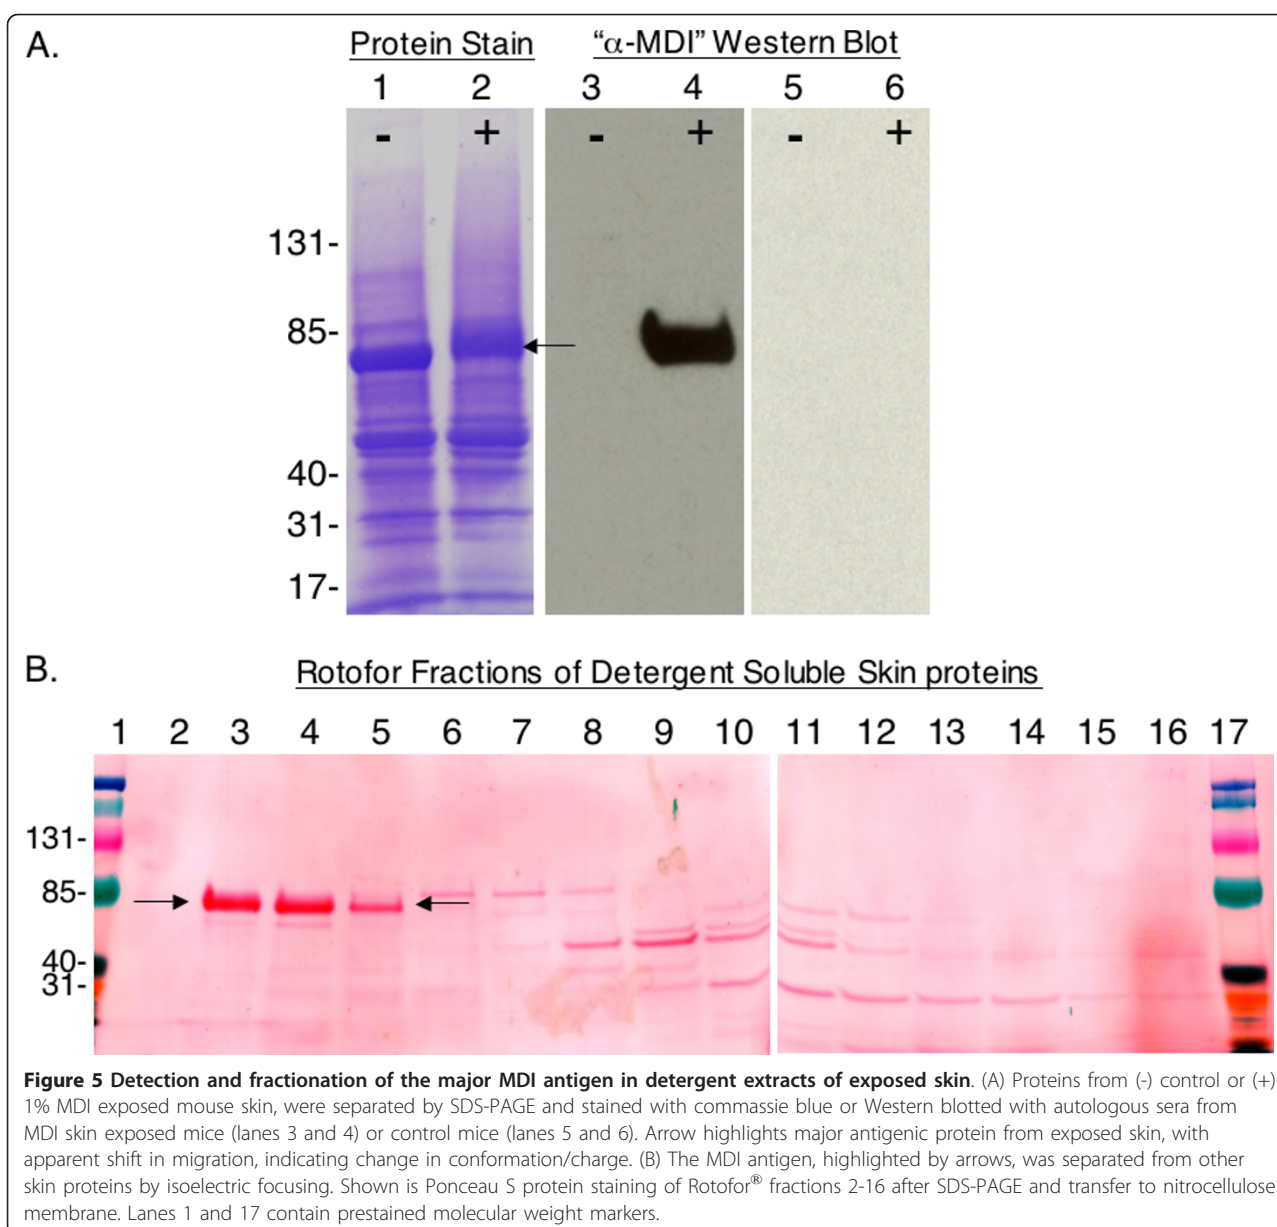 A.
Protein Stain “α-MDI” Western Blot
1 2 3 4 5 6
- + - + - +
131-
85-
40-
31-
17-
B.
Rotofor Fractions of Detergent Soluble Skin proteins
1 2 3 4 5 6 7 8 9 10 11 12 13 14 15 16 17
131-
85-
40-
31-
Figure 5 Detection and fractionation of the major MDI antigen in detergent extracts of exposed skin. (A) Proteins from (-) control or (+)
1% MDI exposed mouse skin, were separated by SDS-PAGE and stained with commassie blue or Western blotted with autologous sera from
MDI skin exposed mice (lanes 3 and 4) or control mice (lanes 5 and 6). Arrow highlights major antigenic protein from exposed skin, with
apparent shift in migration, indicating change in conformation/charge. (B) The MDI antigen, highlighted by arrows, was separated from other
skin proteins by isoelectric focusing. Shown is Ponceau S protein staining of Rotofor® fractions 2-16 after SDS-PAGE and transfer to nitrocellulose
membrane. Lanes 1 and 17 contain prestained molecular weight markers.